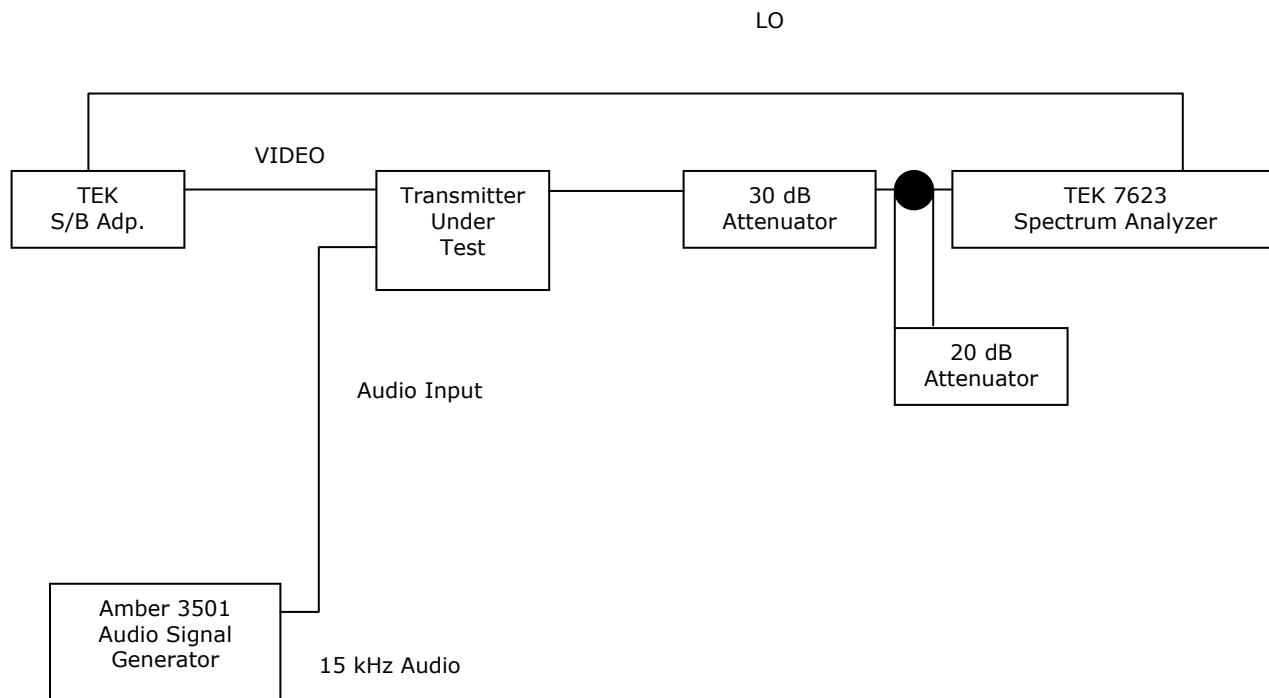 LO
VIDEO
TEK
S/B Adp.
Transmitter
Under
Test
30 dB
Attenuator
TEK 7623
Spectrum Analyzer
20 dB
Attenuator
Audio Input
Amber 3501
Audio Signal
Generator
15 kHz Audio